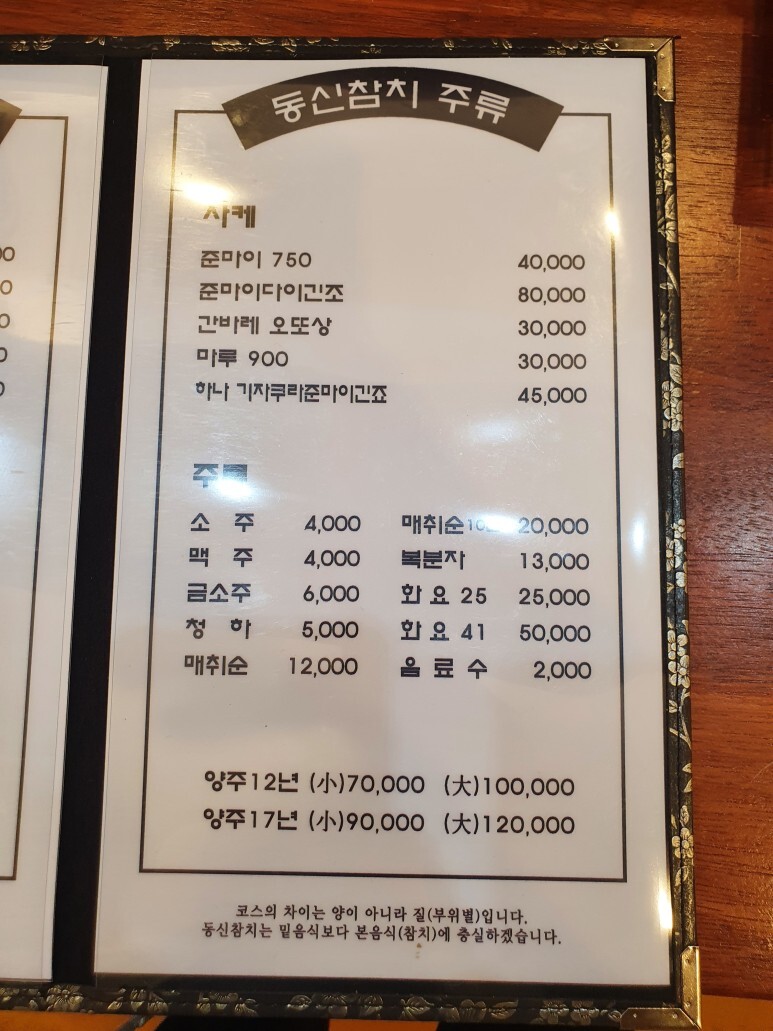 동신참치 주류
사케
준마이 750 40,000
준마이다이긴조 80,000
간바레 오또상 30,000
마루 900 30,000
하나 기자쿠라준마이긴죠 45,000
주류
소 주 4,000 매취순 20,000
맥 주 4,000 복분자 13,000
금소주 6,000 화요 25 25,000
청 하 5,000 화요 41 50,000
매취순 12,000 음료수 2,000
양주12년 (小)70,000 (大)100,000
양주17년 (小)90,000 (大)120,000
코스의 차이는 양이 아니라 질(부위별)입니다.
동신참치는 밑음식보다 본음식(참치)에 충실하겠습니다.